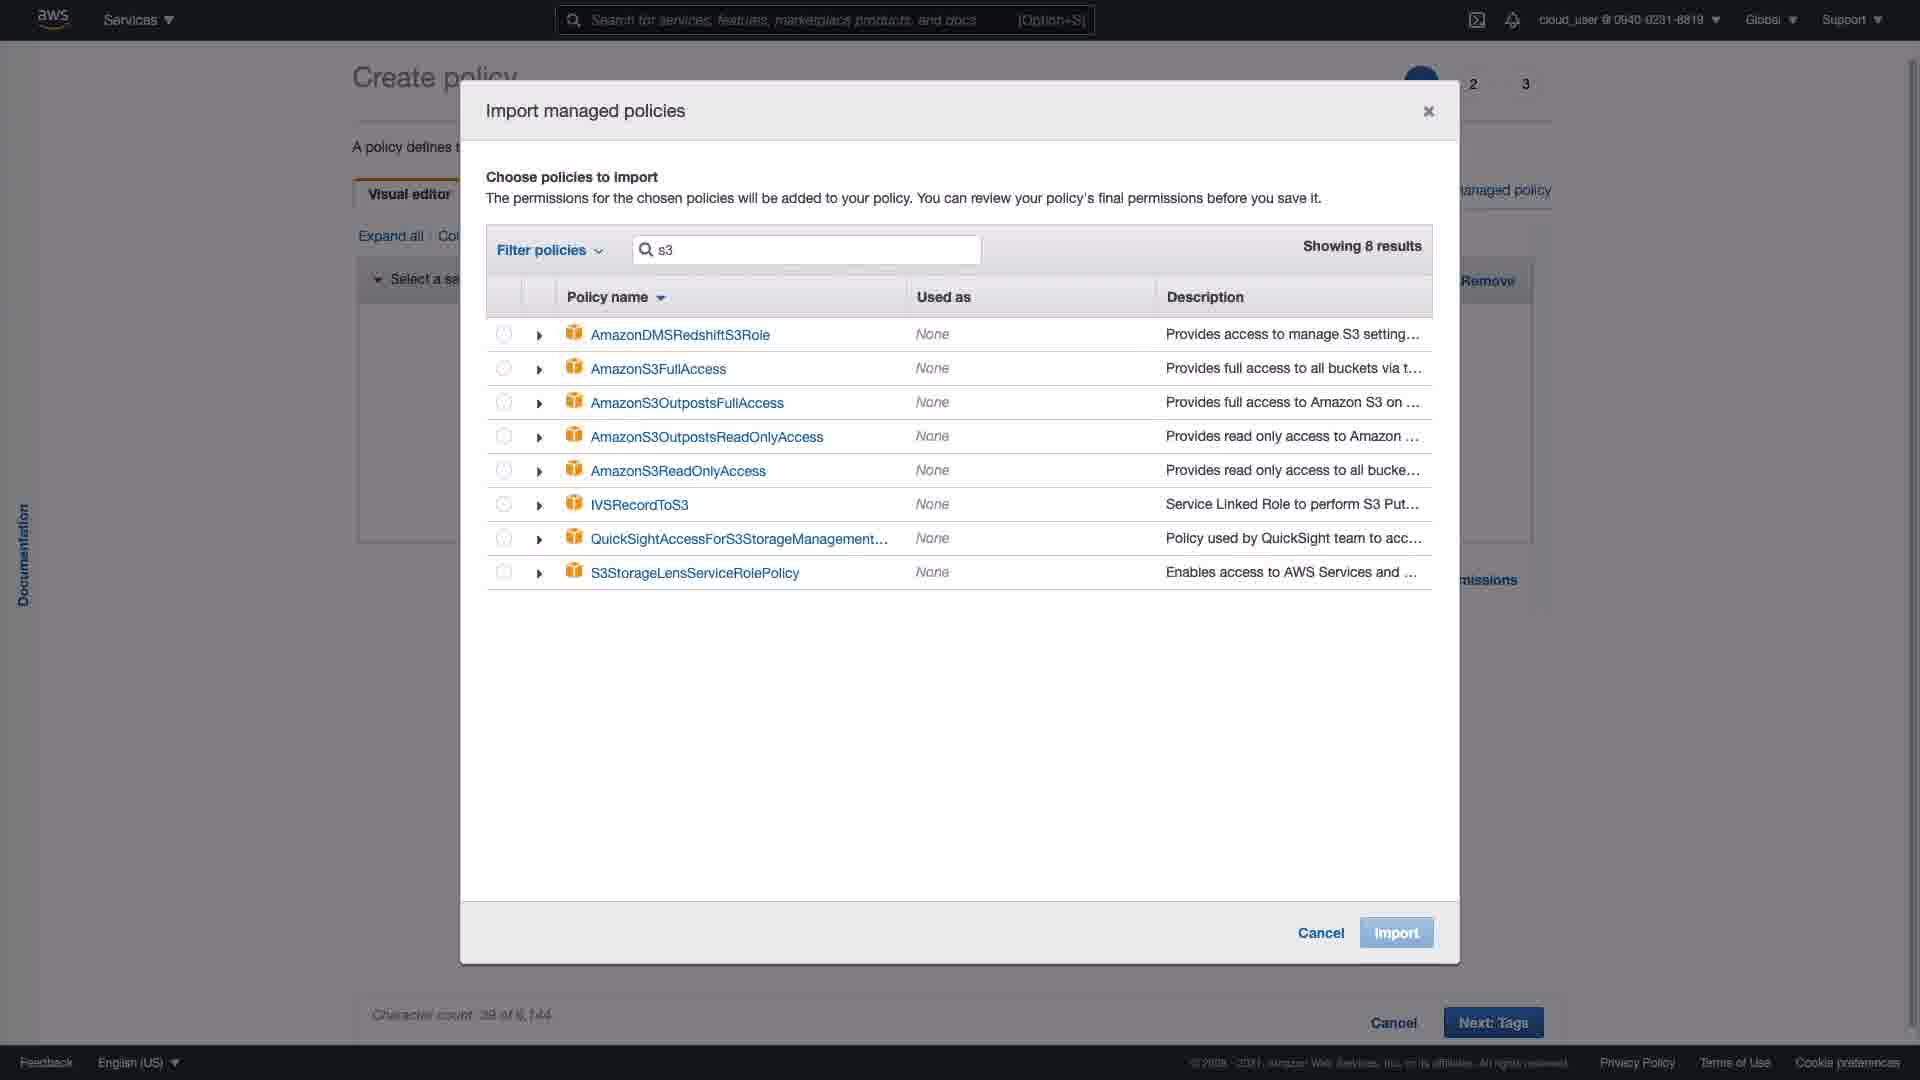 aws
Services
Search for services, features, marketplace products, and docs [Option+S]
cloud_user @ 0940-0231-6819
Global
Support
Create policy
2
3
Import managed policies
A policy defines
Choose policies to import
The permissions for the chosen policies will be added to your policy. You can review your policy's final permissions before you save it.
Visual editor
managed policy
Expand all
Filter policies
s3
Showing 8 results
Select a se
Remove
Policy name
Used as
Description
AmazonDMSRedshiftS3Role
None
Provides access to manage S3 setting...
AmazonS3FullAccess
None
Provides full access to all buckets via t...
AmazonS3OutpostsFullAccess
None
Provides full access to Amazon S3 on ...
AmazonS3OutpostsReadOnlyAccess
None
Provides read only access to Amazon ...
AmazonS3ReadOnlyAccess
None
Provides read only access to all bucke...
IVSRecordToS3
None
Service Linked Role to perform S3 Put...
QuickSightAccessForS3StorageManagement...
None
Policy used by QuickSight team to acc...
S3StorageLensServiceRolePolicy
None
Enables access to AWS Services and ...
missions
Documentation
Cancel
Import
Character count: 39 of 6,144
Cancel
Next: Tags
Feedback
English (US)
© 2008 - 2021, Amazon Web Services, Inc. or its affiliates. All rights reserved.
Privacy Policy
Terms of Use
Cookie preferences